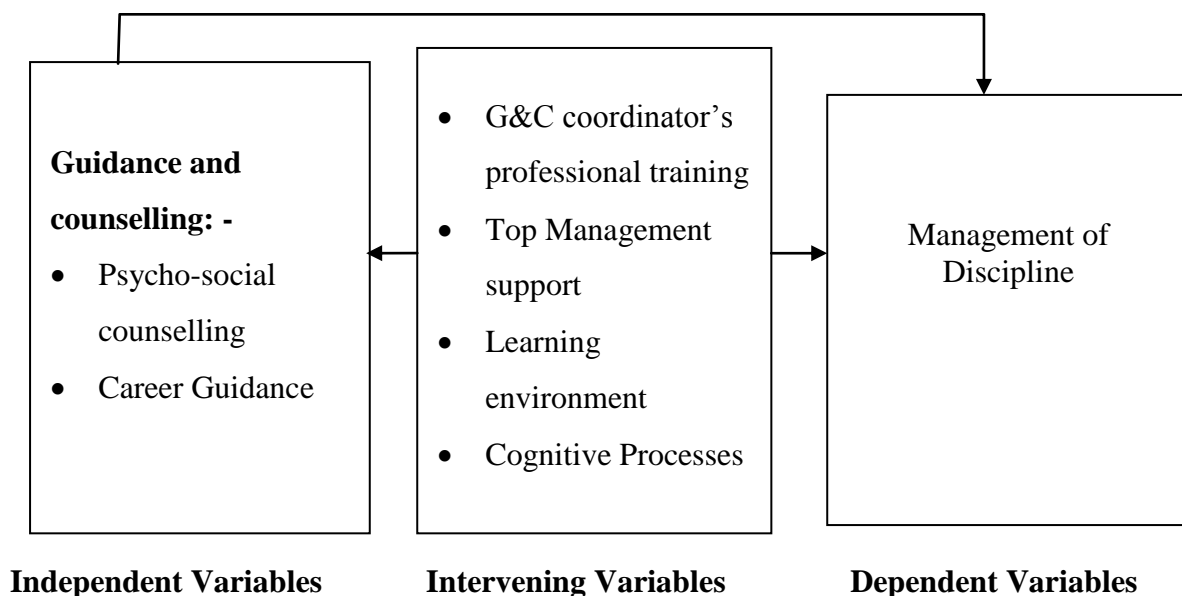 Guidance and
counselling: -
• Psycho-social
counselling
• Career Guidance
• G&C coordinator’s
professional training
• Top Management
support
• Learning
environment
• Cognitive Processes
Management of
Discipline
Independent Variables
Intervening Variables
Dependent Variables